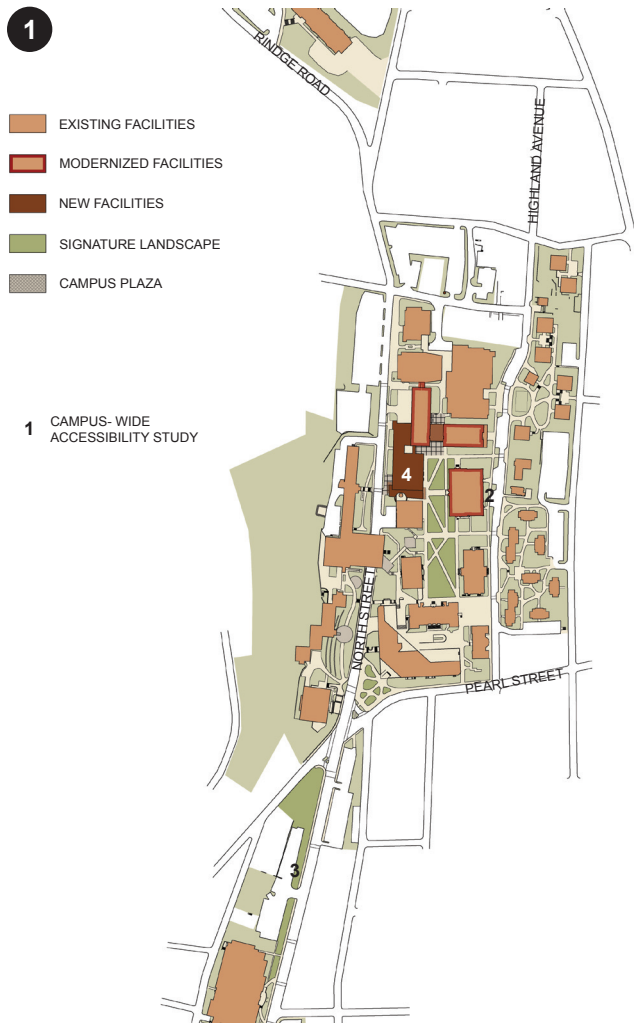 1
RINDGE ROAD
EXISTING FACILITIES
MODERNIZED FACILITIES
NEW FACILITIES
SIGNATURE LANDSCAPE
CAMPUS PLAZA
HIGHLAND AVENUE
1 CAMPUS- WIDE
ACCESSIBILITY STUDY
4
2
NORTH STREET
PEARL STREET
3